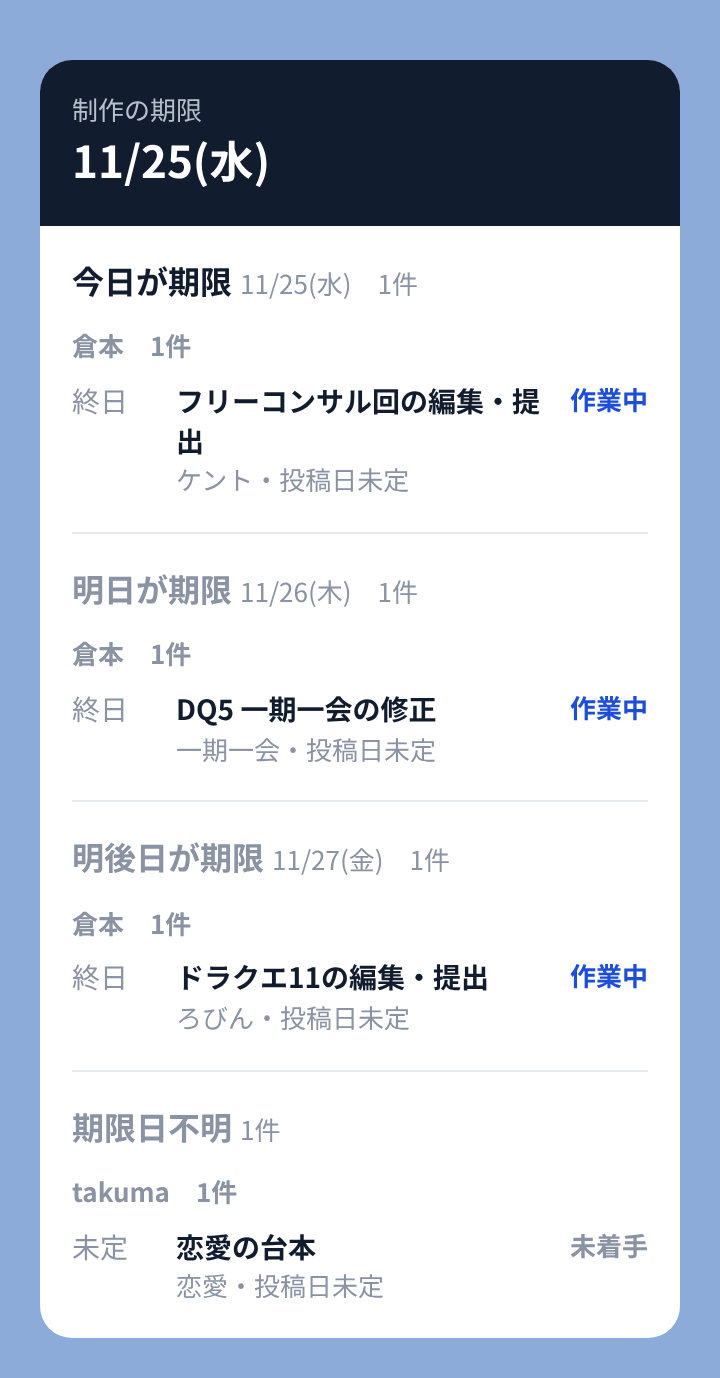 制作の期限
11/25(水)
今日が期限 11/25(水)　1件
倉本　1件
終日　フリーコンサル回の編集・提　作業中
出
ケント・投稿日未定
明日が期限 11/26(木)　1件
倉本　1件
終日　DQ5 一期一会の修正　作業中
一期一会・投稿日未定
明後日が期限 11/27(金)　1件
倉本　1件
終日　ドラクエ11の編集・提出　作業中
ろびん・投稿日未定
期限日不明 1件
takuma　1件
未定　恋愛の台本　未着手
恋愛・投稿日未定